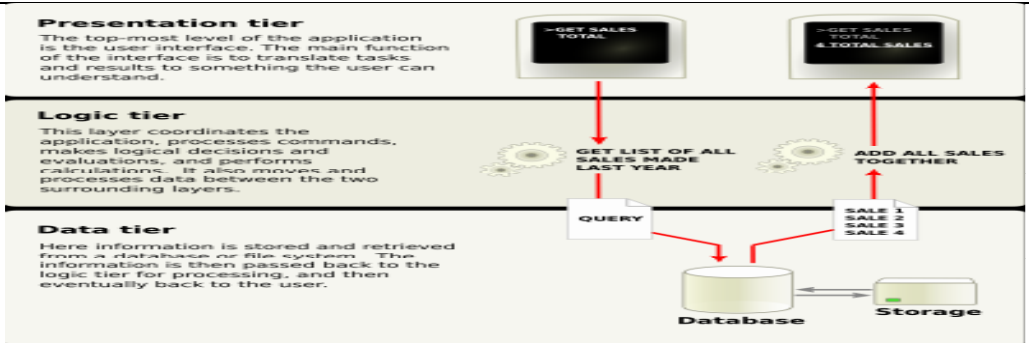 Presentation tier
The top-most level of the application
is the user interface. The main function
of the interface is to translate tasks
and results to something the user can
understand.
>GET SALES
TOTAL
>GET SALES
TOTAL
4 TOTAL SALES
Logic tier
This layer coordinates the
application, processes commands,
makes logical decisions and
evaluations, and performs
calculations. It also moves and
processes data between the two
surrounding layers.
GET LIST OF ALL
SALES MADE
LAST YEAR
ADD ALL SALES
TOGETHER
Data tier
Here information is stored and retrieved
from a database or file system. The
information is then passed back to the
logic tier for processing, and then
eventually back to the user.
QUERY
SALE 1
SALE 2
SALE 3
SALE 4
Database
Storage